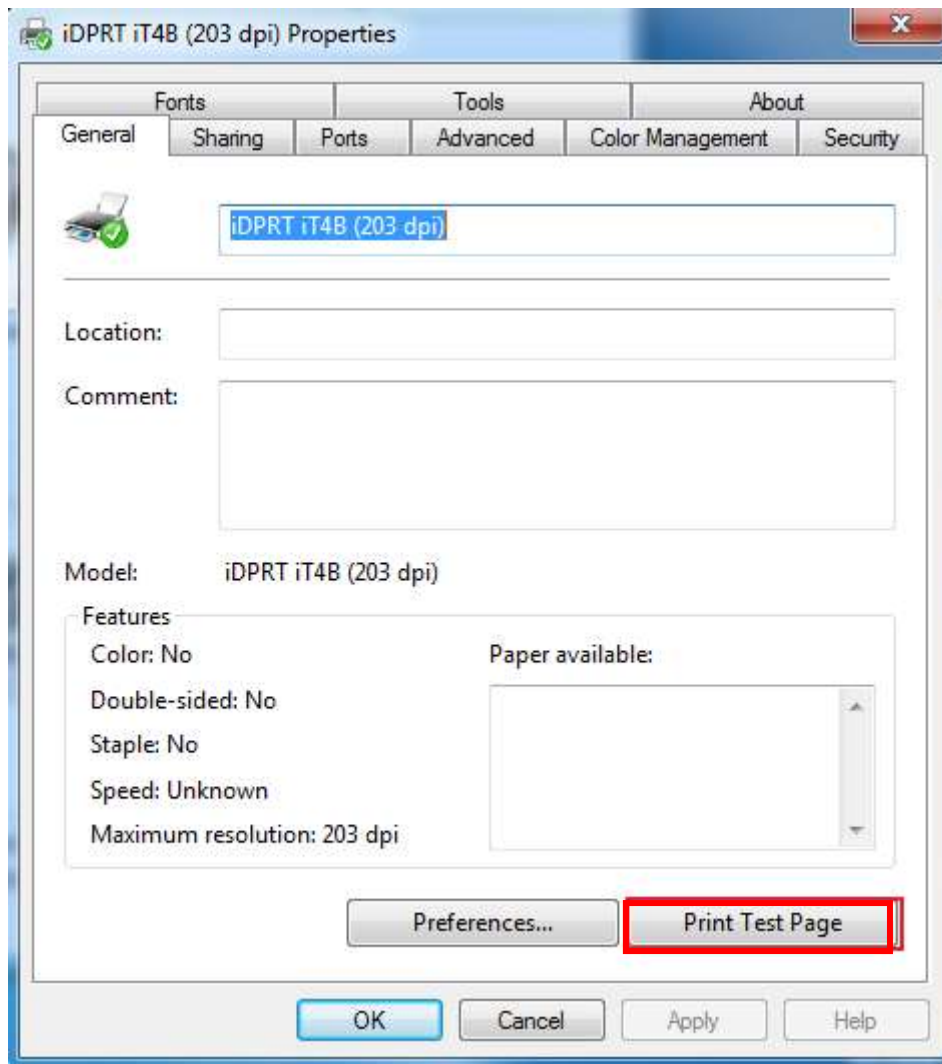 iDPRT iT4B (203 dpi) Properties
Fonts Tools About
General Sharing Ports Advanced Color Management Security
iDPRT iT4B (203 dpi)
Location:
Comment:
Model: iDPRT iT4B (203 dpi)
Features
Color: No Paper available:
Double-sided: No
Staple: No
Speed: Unknown
Maximum resolution: 203 dpi
Preferences... Print Test Page
OK Cancel Apply Help